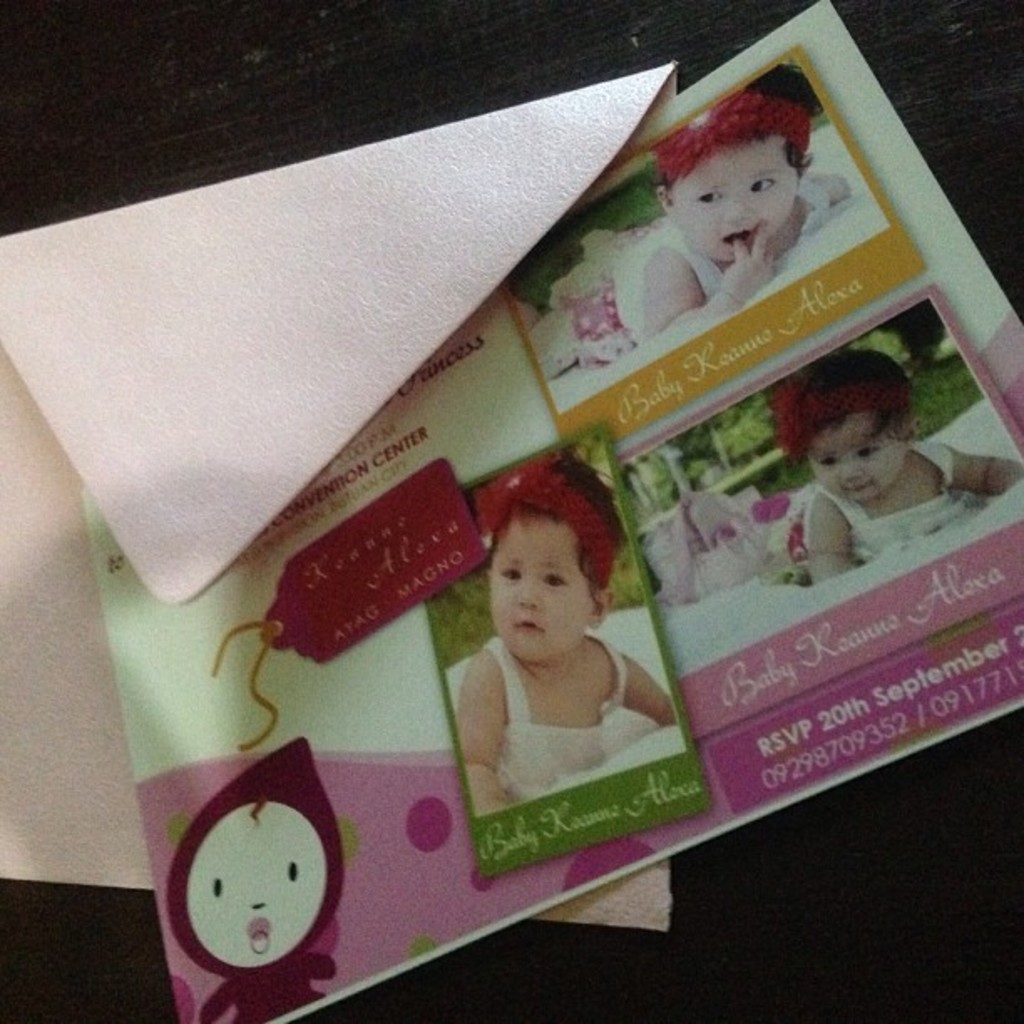 Princess
CONVENTION CENTER
Keanne
Alexa
ATAG MAGNO
Baby Keanne Alexa
Baby Keanne Alexa
Baby Keanne Alexa
RSVP 20th September
09298709352 /